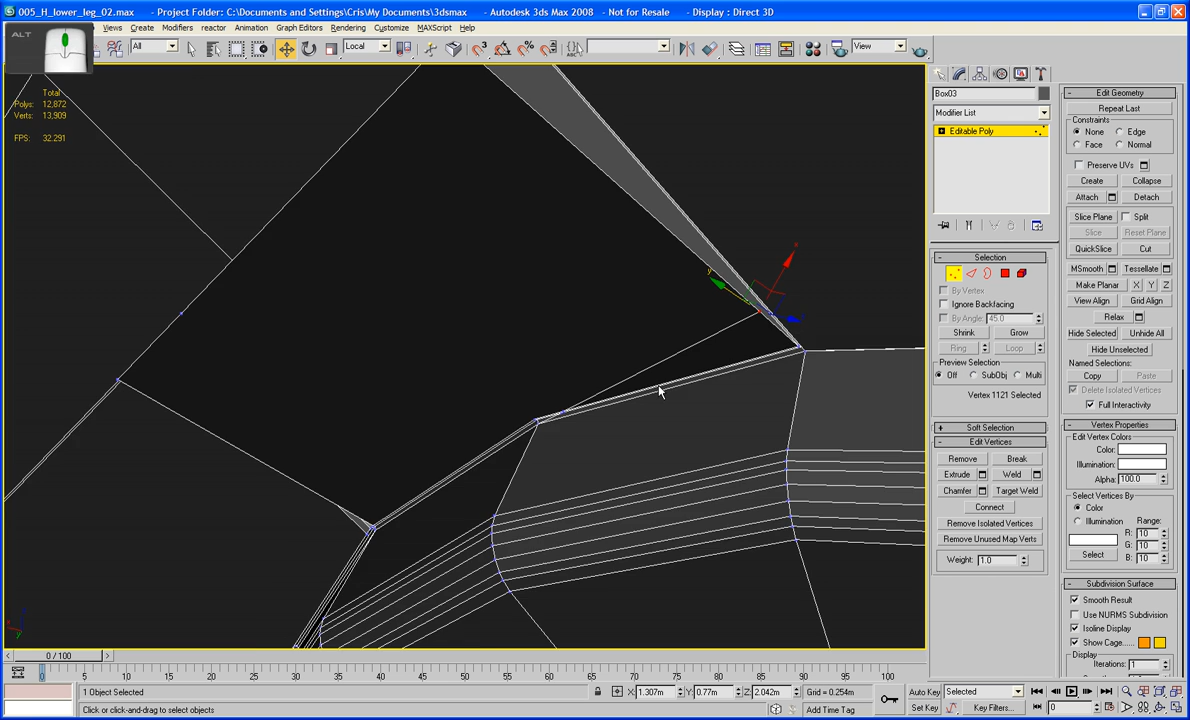 005_H_lower_leg_02.max - Project Folder: C:\Documents and Settings\Cris\My Documents\3dsmax - Autodesk 3ds Max 2008 - Not for Resale - Display : Direct 3D
Views Create Modifiers Animation Graph Editors Rendering Customize MAXScript Help
ALT
All Local View
Total
Polys: 12,872
Verts: 13,909
FPS: 32.291
x
y
Box03
Modifier List
Editable Poly
Selection
By Vertex
Ignore Backfacing
By Angle: 45.0
Shrink Grow
Ring Loop
Preview Selection
Off SubObj Multi
Vertex 1121 Selected
Soft Selection
Edit Vertices
Remove Break
Extrude Weld
Chamfer Target Weld
Connect
Remove Isolated Vertices
Remove Unused Map Verts
Weight: 1.0
Edit Geometry
Repeat Last
Constraints
None Edge
Face Normal
Preserve UVs
Create Collapse
Attach Detach
Slice Plane Split
Slice Reset Plane
QuickSlice Cut
MSmooth Tessellate
Make Planar X Y Z
View Align Grid Align
Relax
Hide Selected Unhide All
Hide Unselected
Named Selections:
Copy Paste
Delete Isolated Vertices
Full Interactivity
Vertex Properties
Edit Vertex Colors
Color:
Illumination:
Alpha: 100.0
Select Vertices By
Color Range:
Illumination R: 10
G: 10
B: 10
Select
Subdivision Surface
Smooth Result
Use NURMS Subdivision
Isoline Display
Show Cage......
Display
Iterations: 1
0 / 100
0 5 10 15 20 25 30 35 40 45 50 55 60 65 70 75 80 85 90 95 100
1 Object Selected X: 1.307m Y: 0.77m Z: 2.042m Grid = 0.254m Auto Key Selected
Click or click-and-drag to select objects Add Time Tag Set Key Key Filters... 0